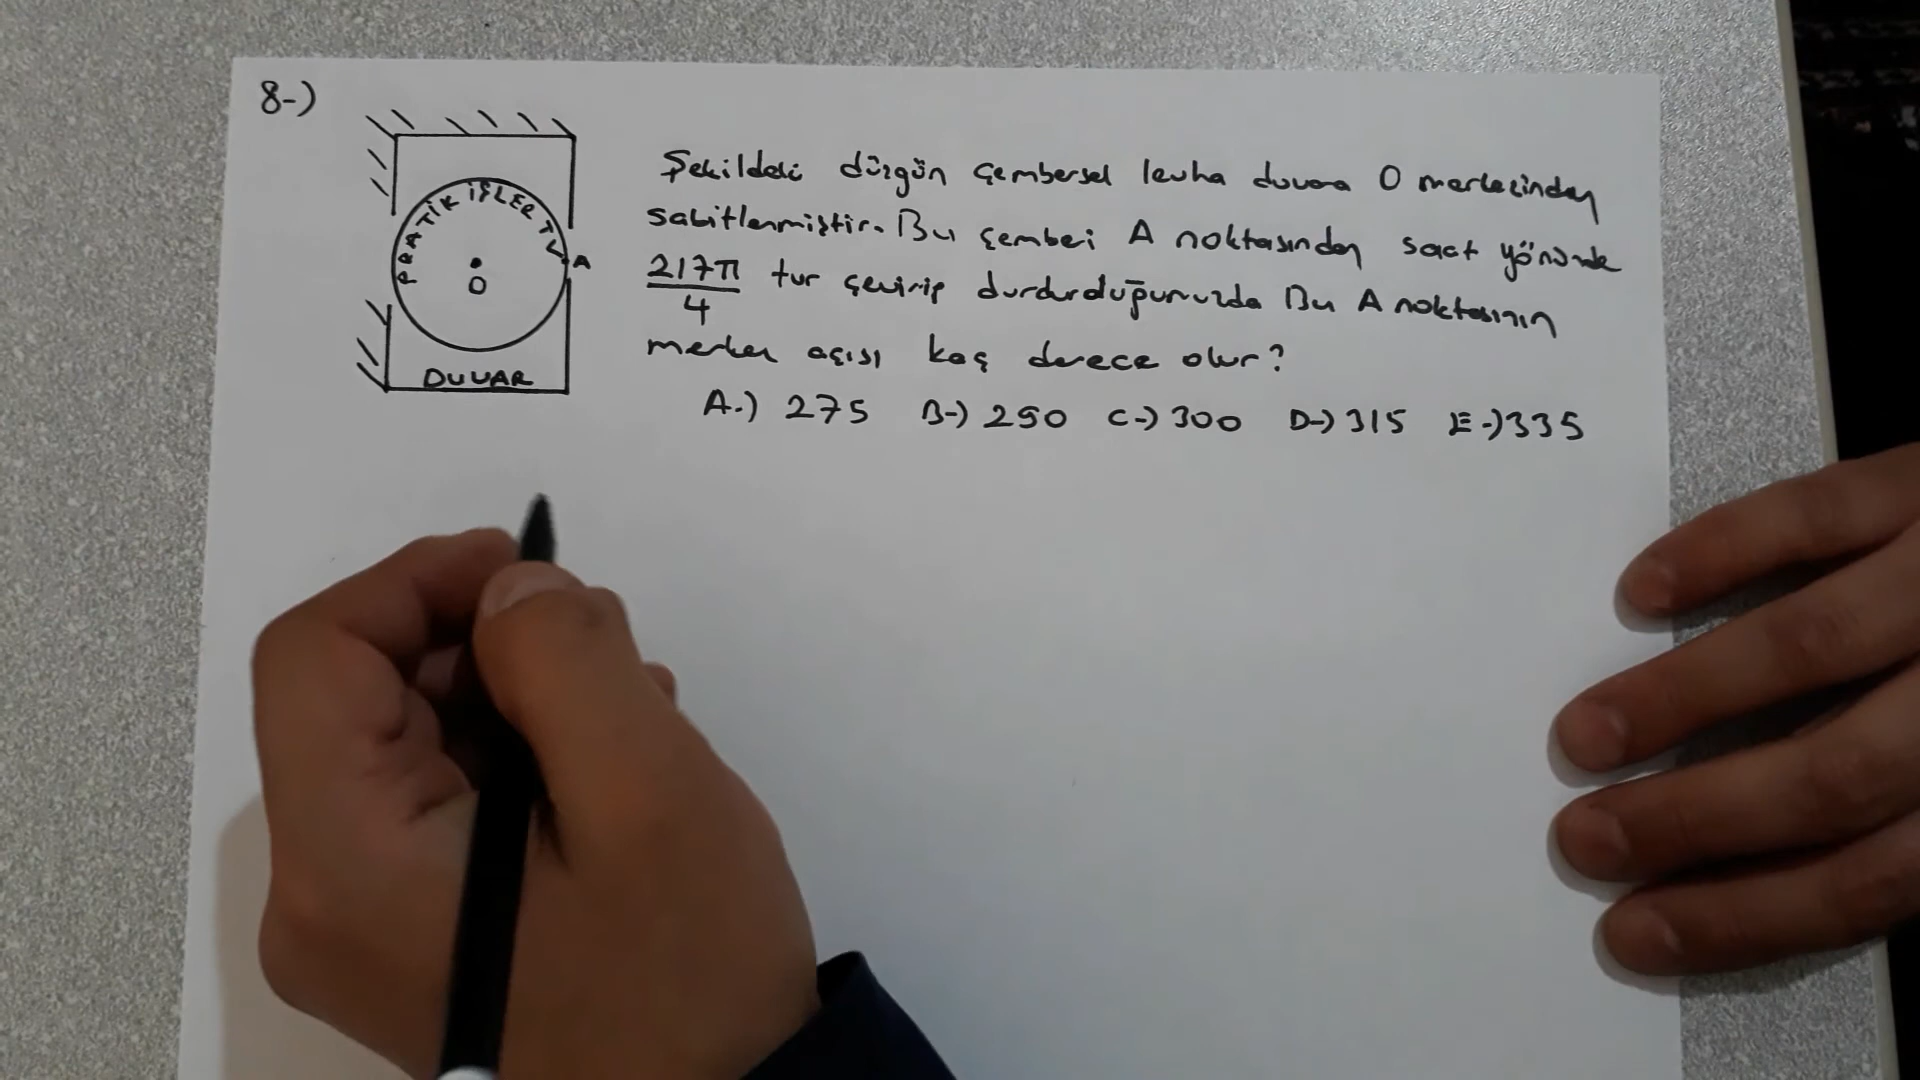 8-)
PRATİK İŞLER TV
A
O
DUVAR
Şekildeki düzgün çembersel levha duvara O merkezinden
sabitlenmiştir. Bu çemberi A noktasından saat yönünde
217π
4
tur çevirip durdurduğumuzda Bu A noktasının
merkez açısı kaç derece olur?
A-) 275 B-) 290 C-) 300 D-) 315 E-) 335